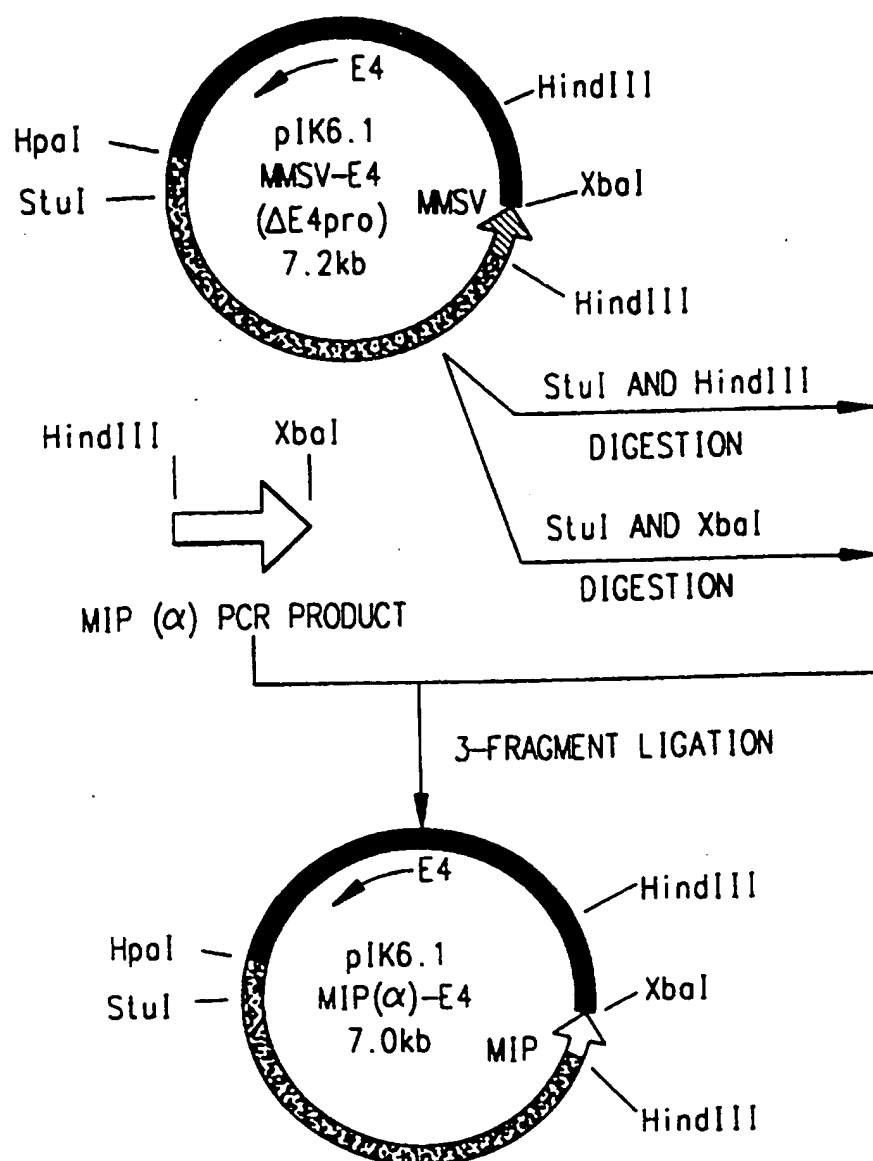 E4
HindIII
HpaI
pIK6.1
StuI
MMSV-E4
MMSV
XbaI
(ΔE4pro)
7.2kb
HindIII
StuI AND HindIII
DIGESTION
HindIII
XbaI
StuI AND XbaI
DIGESTION
MIP (α) PCR PRODUCT
3-FRAGMENT LIGATION
E4
HindIII
HpaI
pIK6.1
StuI
MIP(α)-E4
XbaI
7.0kb
MIP
HindIII